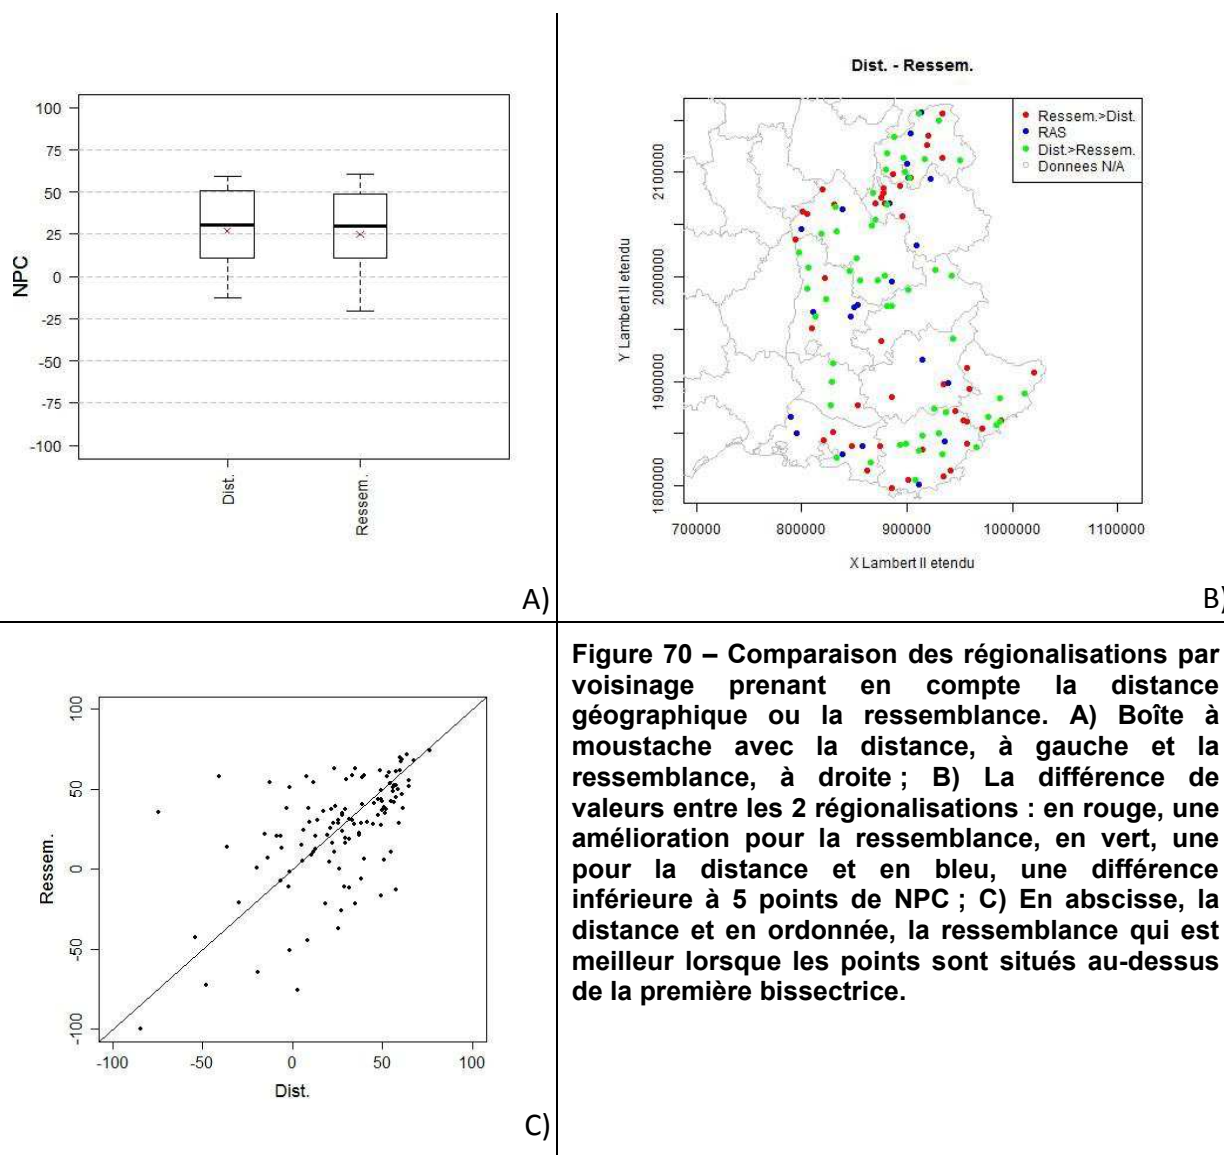 100
75
50
25
0
-25
-50
-75
-100
NPC
Dist.
Ressem.
A)
Dist. - Ressem.
Ressem.>Dist.
RAS
Dist.>Ressem.
Donnees N/A
2100000
2000000
1900000
1800000
Y Lambert II etendu
700000 800000 900000 1000000 1100000
X Lambert II etendu
B)
100
50
0
-50
-100
Ressem.
-100 -50 0 50 100
Dist.
C)
Figure 70 – Comparaison des régionalisations par
voisinage prenant en compte la distance
géographique ou la ressemblance. A) Boîte à
moustache avec la distance, à gauche et la
ressemblance, à droite ; B) La différence de
valeurs entre les 2 régionalisations : en rouge, une
amélioration pour la ressemblance, en vert, une
pour la distance et en bleu, une différence
inférieure à 5 points de NPC ; C) En abscisse, la
distance et en ordonnée, la ressemblance qui est
meilleur lorsque les points sont situés au-dessus
de la première bissectrice.